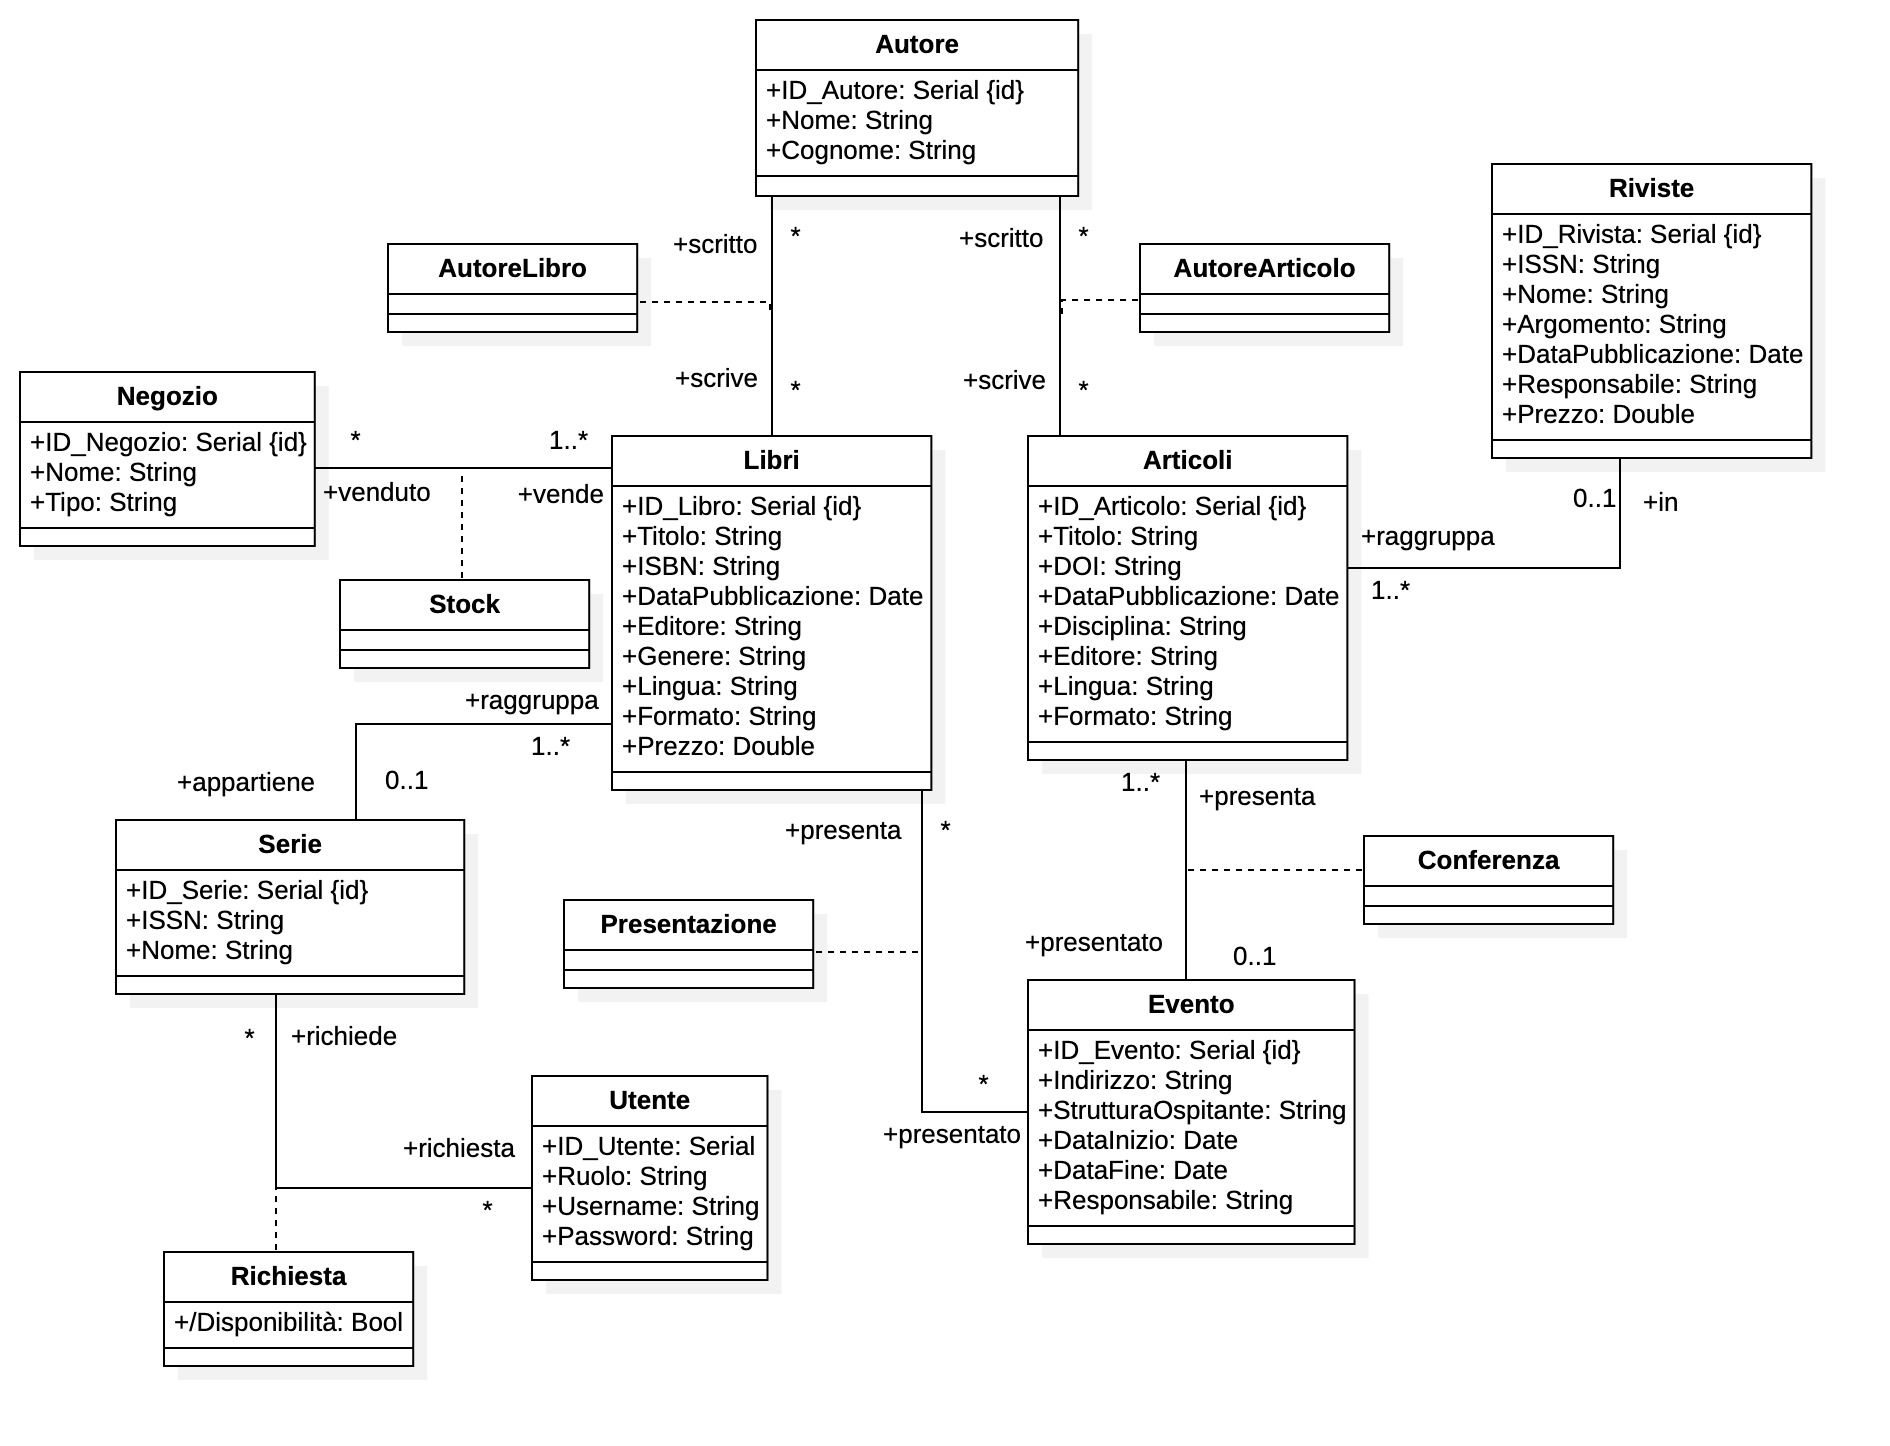 Autore
+ID_Autore: Serial {id}
+Nome: String
+Cognome: String
Riviste
+ID_Rivista: Serial {id}
+ISSN: String
+Nome: String
+Argomento: String
+DataPubblicazione: Date
+Responsabile: String
+Prezzo: Double
+scritto
*
+scritto
*
AutoreLibro
AutoreArticolo
+scrive
*
+scrive
*
Negozio
+ID_Negozio: Serial {id}
+Nome: String
+Tipo: String
*
1..*
+venduto
+vende
Libri
+ID_Libro: Serial {id}
+Titolo: String
+ISBN: String
+DataPubblicazione: Date
+Editore: String
+Genere: String
+Lingua: String
+Formato: String
+Prezzo: Double
Articoli
+ID_Articolo: Serial {id}
+Titolo: String
+DOI: String
+DataPubblicazione: Date
+Disciplina: String
+Editore: String
+Lingua: String
+Formato: String
0..1
+in
+raggruppa
1..*
Stock
+raggruppa
1..*
+appartiene
0..1
Serie
+ID_Serie: Serial {id}
+ISSN: String
+Nome: String
+presenta
*
1..*
+presenta
Conferenza
Presentazione
+presentato
0..1
Evento
+ID_Evento: Serial {id}
+Indirizzo: String
+StrutturaOspitante: String
+DataInizio: Date
+DataFine: Date
+Responsabile: String
*
+presentato
*
+richiede
Utente
+ID_Utente: Serial
+Ruolo: String
+Username: String
+Password: String
+richiesta
*
Richiesta
+/Disponibilità: Bool